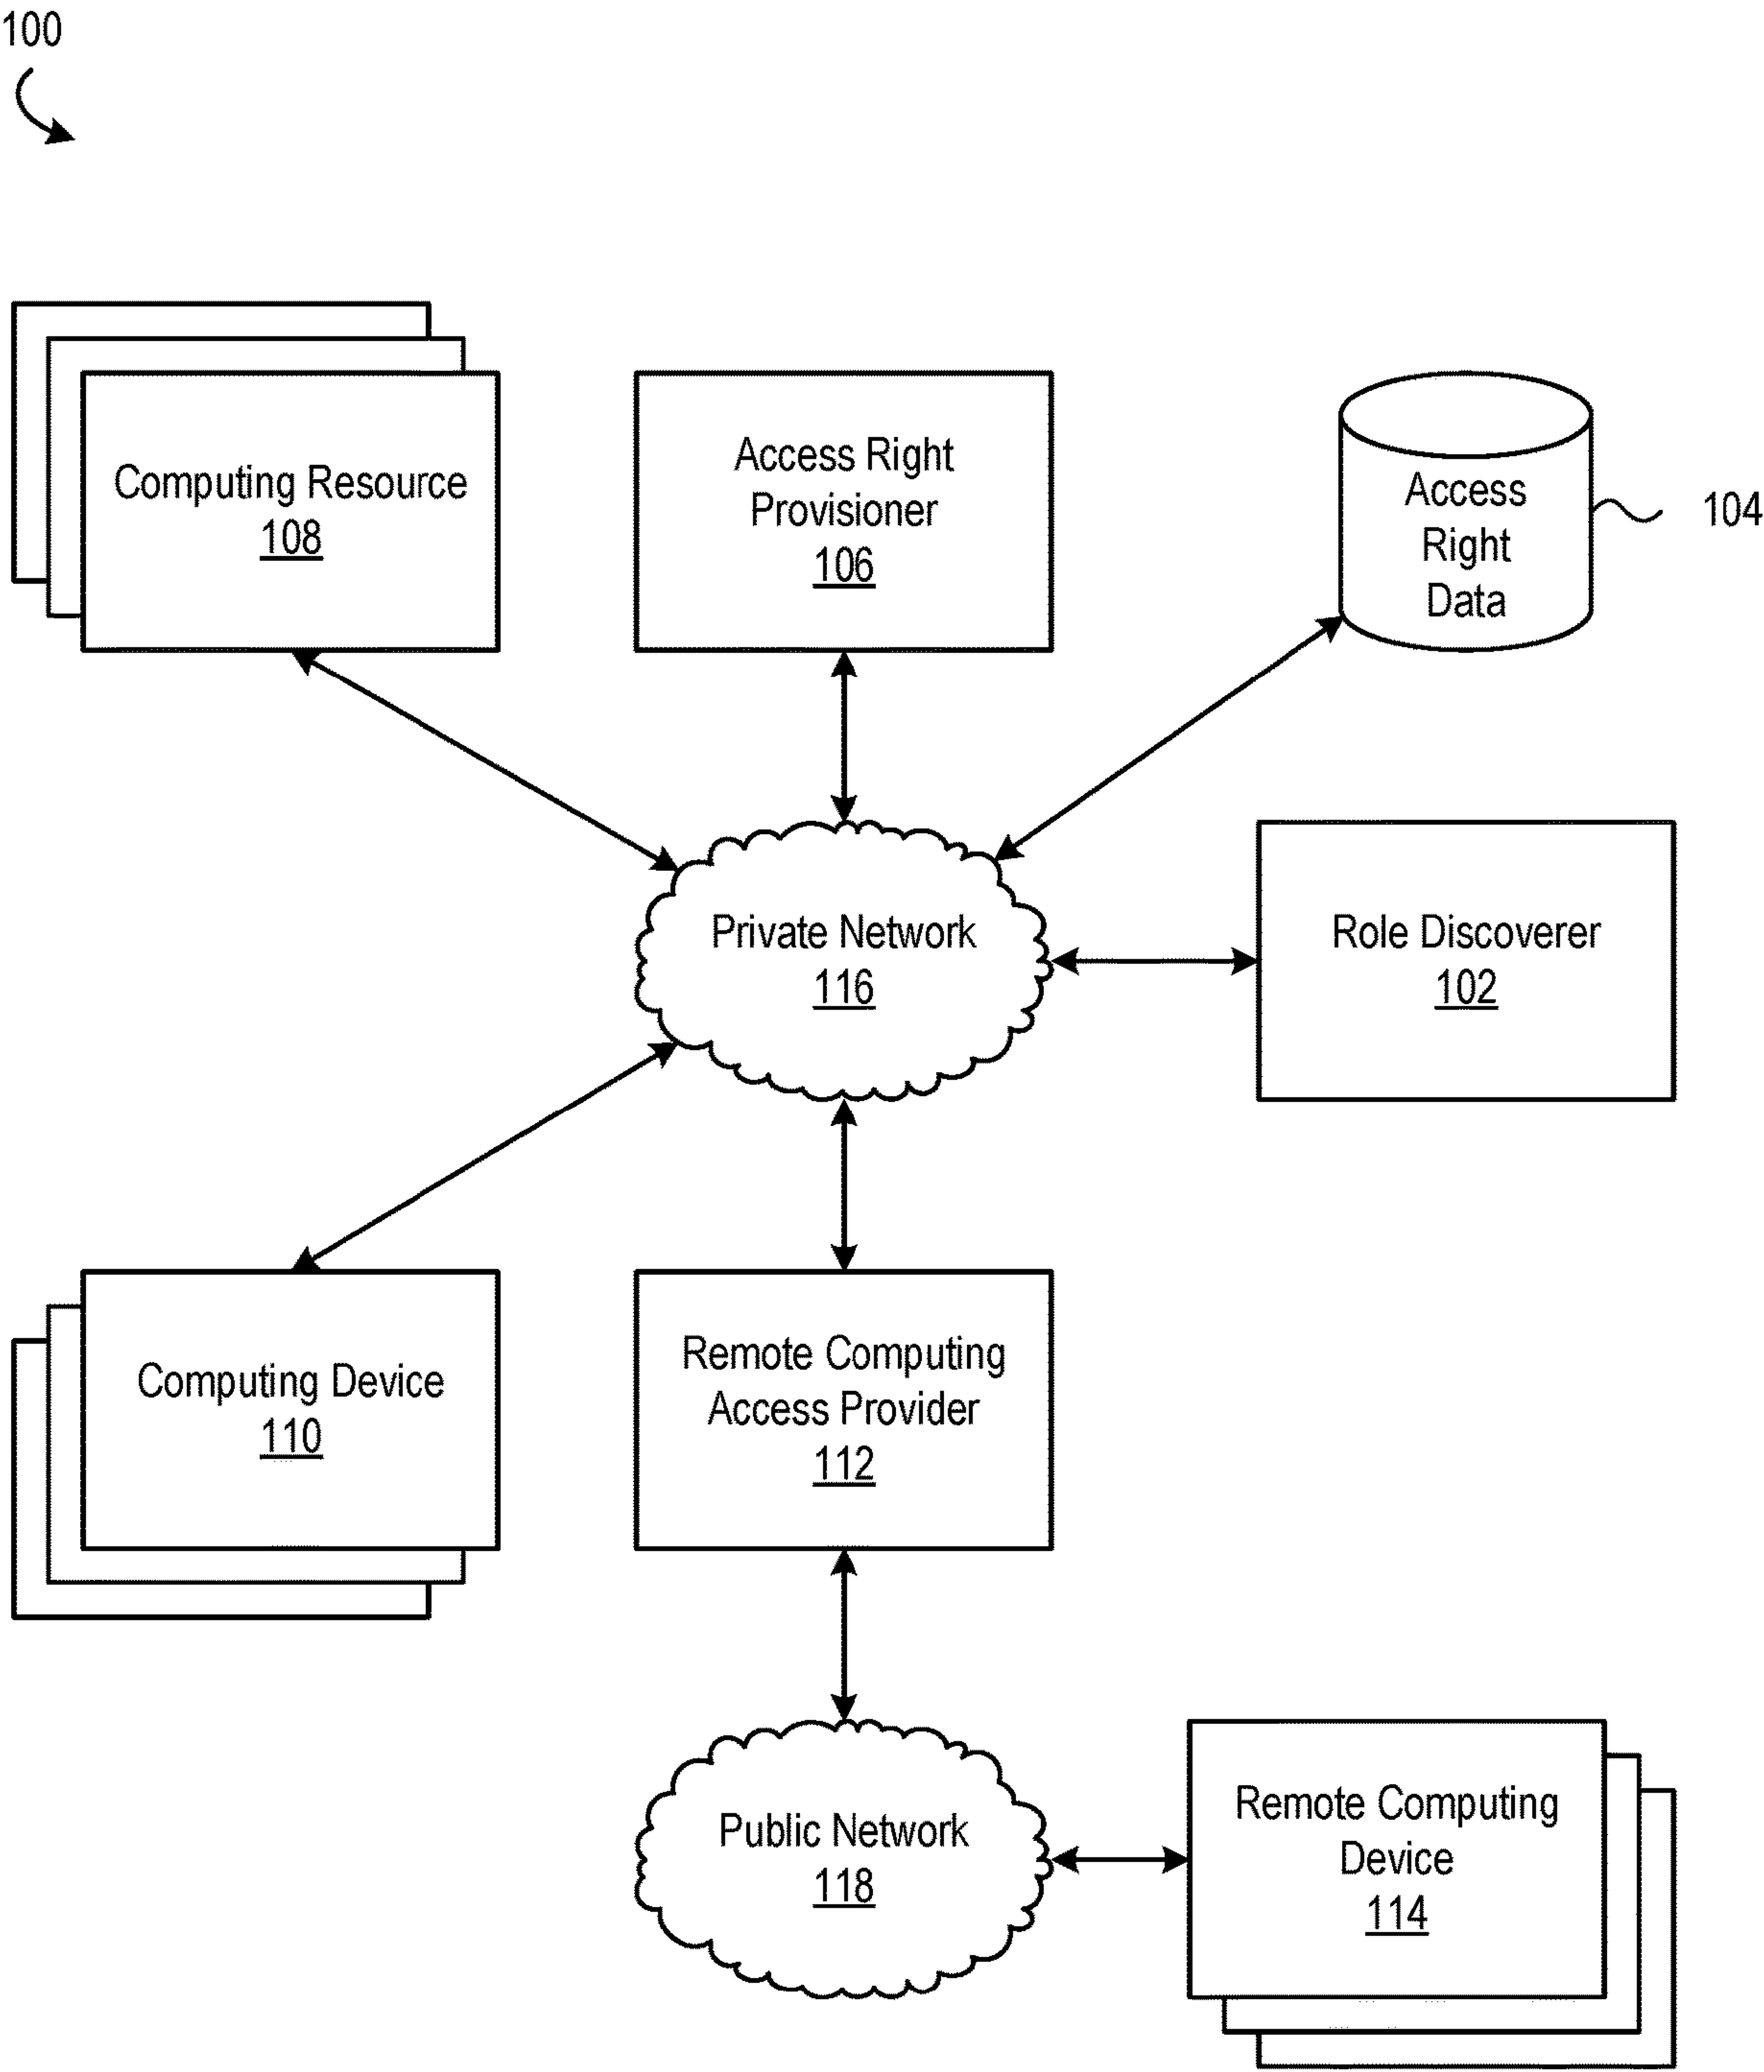 100
Computing Resource
108
Access Right
Provisioner
106
Access
Right
Data
104
Private Network
116
Role Discoverer
102
Computing Device
110
Remote Computing
Access Provider
112
Public Network
118
Remote Computing
Device
114